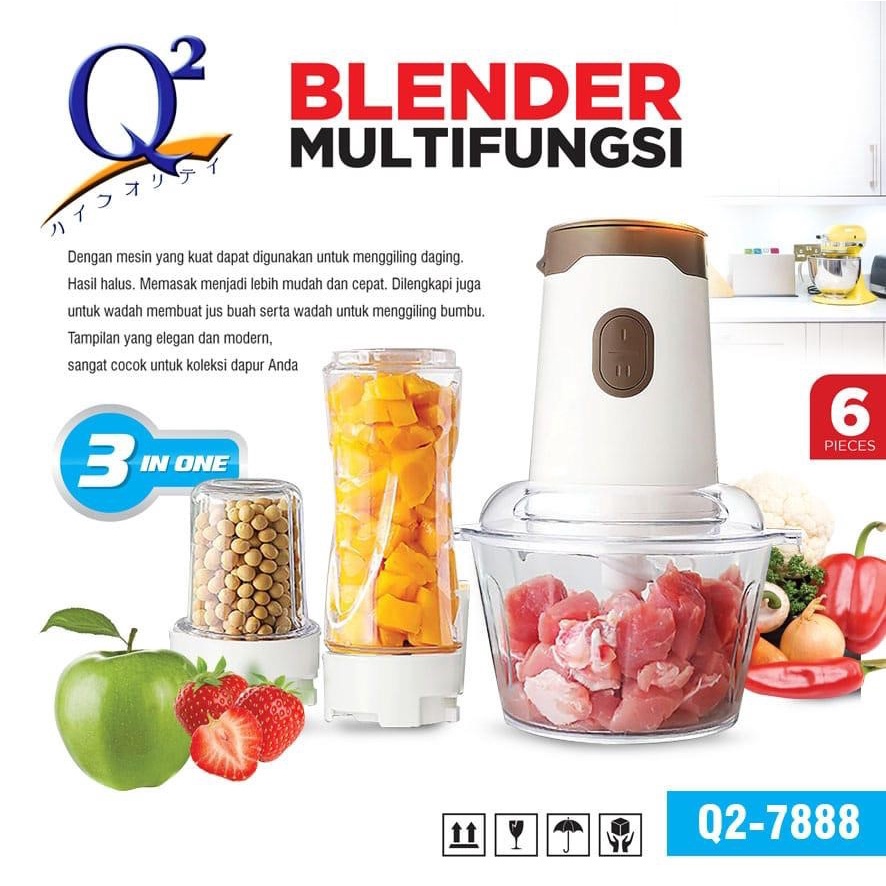 Q2
ハイクオリティ
BLENDER
MULTIFUNGSI
Dengan mesin yang kuat dapat digunakan untuk menggiling daging.
Hasil halus. Memasak menjadi lebih mudah dan cepat. Dilengkapi juga
untuk wadah membuat jus buah serta wadah untuk menggiling bumbu.
Tampilan yang elegan dan modern,
sangat cocok untuk koleksi dapur Anda
I
II
6
PIECES
3 IN ONE
Q2-7888